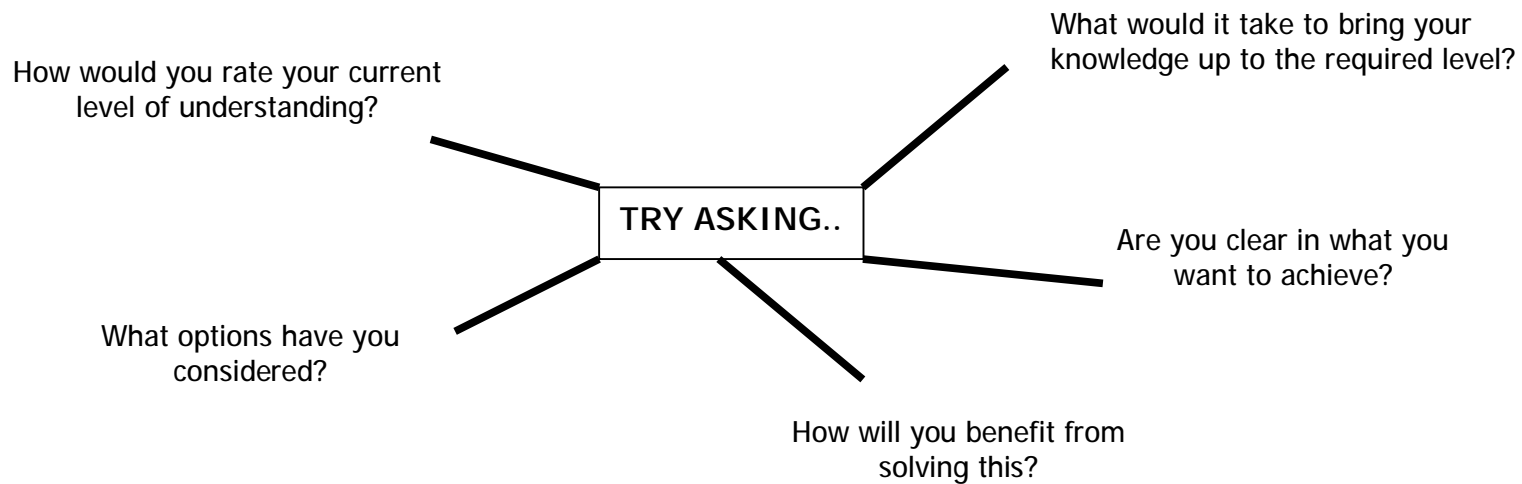 What would it take to bring your
knowledge up to the required level?
How would you rate your current
level of understanding?
TRY ASKING..
Are you clear in what you
want to achieve?
What options have you
considered?
How will you benefit from
solving this?